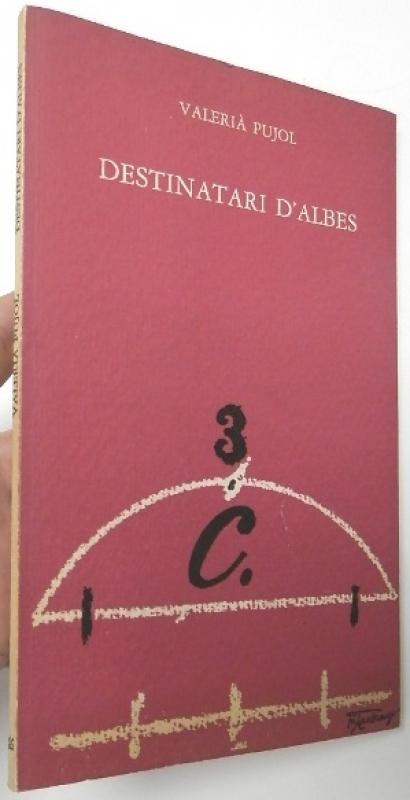 VALERIÀ PUJOL
DESTINATARI D'ALBES
3
C.
DESTINATARI D'ALBES
VALERIÀ PUJOL